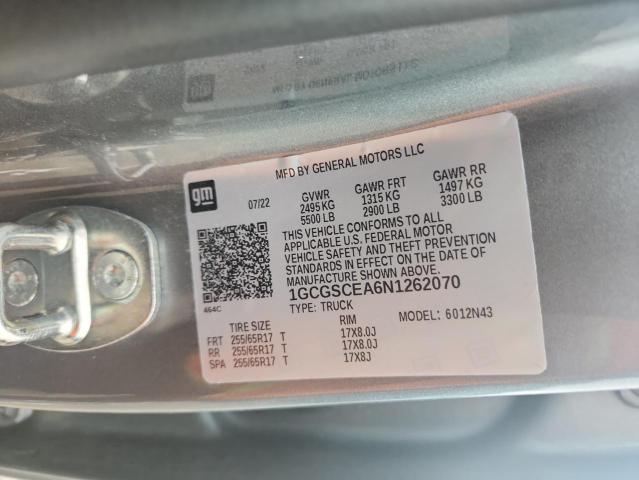 MFD BY GENERAL MOTORS LLC
gm
07/22
GVWR GAWR FRT GAWR RR
2495 KG 1315 KG 1497 KG
5500 LB 2900 LB 3300 LB
THIS VEHICLE CONFORMS TO ALL
APPLICABLE U.S. FEDERAL MOTOR
VEHICLE SAFETY AND THEFT PREVENTION
STANDARDS IN EFFECT ON THE DATE OF
MANUFACTURE SHOWN ABOVE.
1GCGSCEA6N1262070
464C
TYPE: TRUCK
MODEL: 6012N43
TIRE SIZE RIM
FRT 255/65R17 T 17X8.0J
RR 255/65R17 T 17X8.0J
SPA 255/65R17 T 17X8J